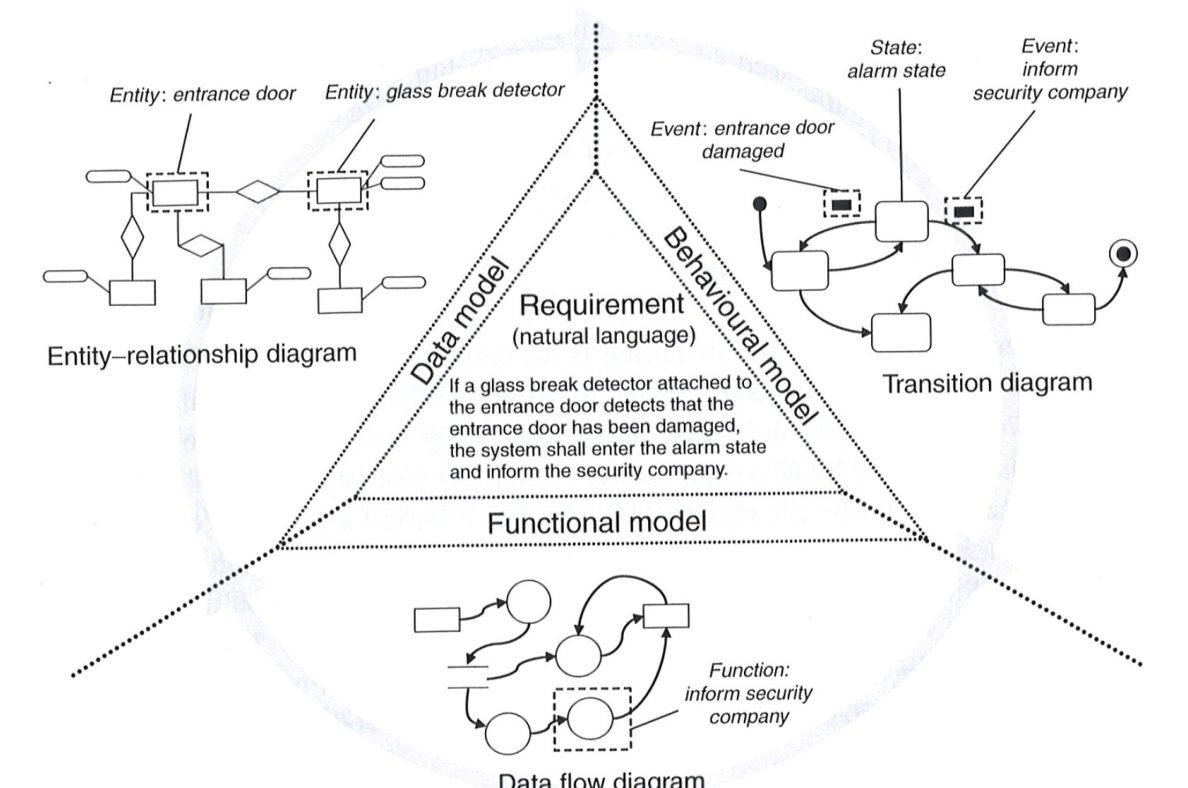 Entity: entrance door
Entity: glass break detector
State:
alarm state
Event:
inform
security company
Event: entrance door
damaged
Entity–relationship diagram
Data model
Requirement
(natural language)
If a glass break detector attached to
the entrance door detects that the
entrance door has been damaged,
the system shall enter the alarm state
and inform the security company.
Behavioural model
Transition diagram
Functional model
Function:
inform security
company
Data flow diagram